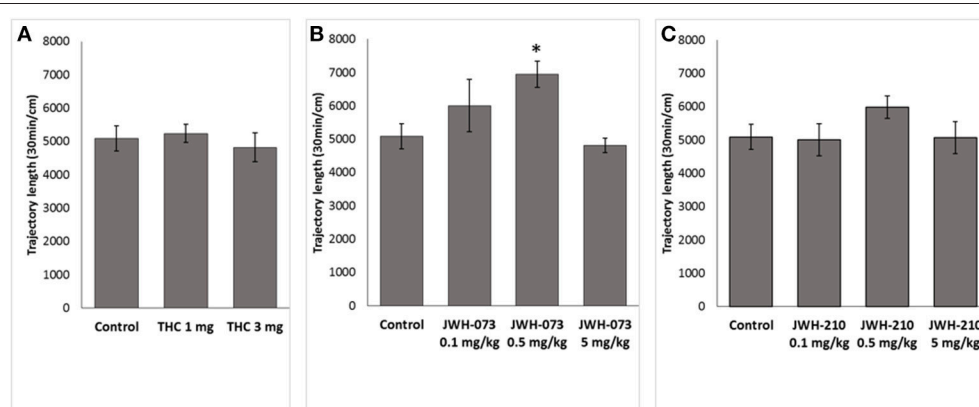 A
Trajectory length (30min/cm)
8000
7000
6000
5000
4000
3000
2000
1000
0
Control THC 1 mg THC 3 mg
B
Trajectory length (30min/cm)
8000
7000
6000
5000
4000
3000
2000
1000
0
*
Control JWH-073 JWH-073 JWH-073
0.1 mg/kg 0.5 mg/kg 5 mg/kg
C
Trajectory length (30min/cm)
8000
7000
6000
5000
4000
3000
2000
1000
0
Control JWH-210 JWH-210 JWH-210
0.1 mg/kg 0.5 mg/kg 5 mg/kg